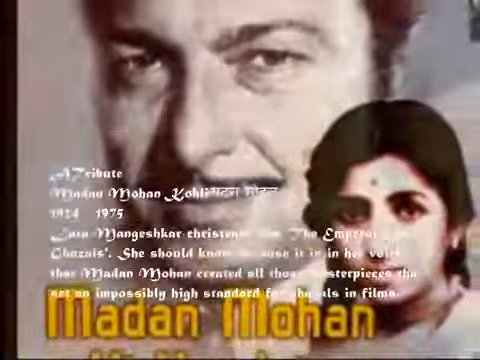 A Tribute
Madan Mohan Kohli मदन मोहन
1924 1975
Lata Mangeshkar christened him 'The Emperor
Ghazals'. She should know because it is in her voice
that Madan Mohan created all those masterpieces tha
set an impossibly high standard for ghazals in films.
Madan Mohan